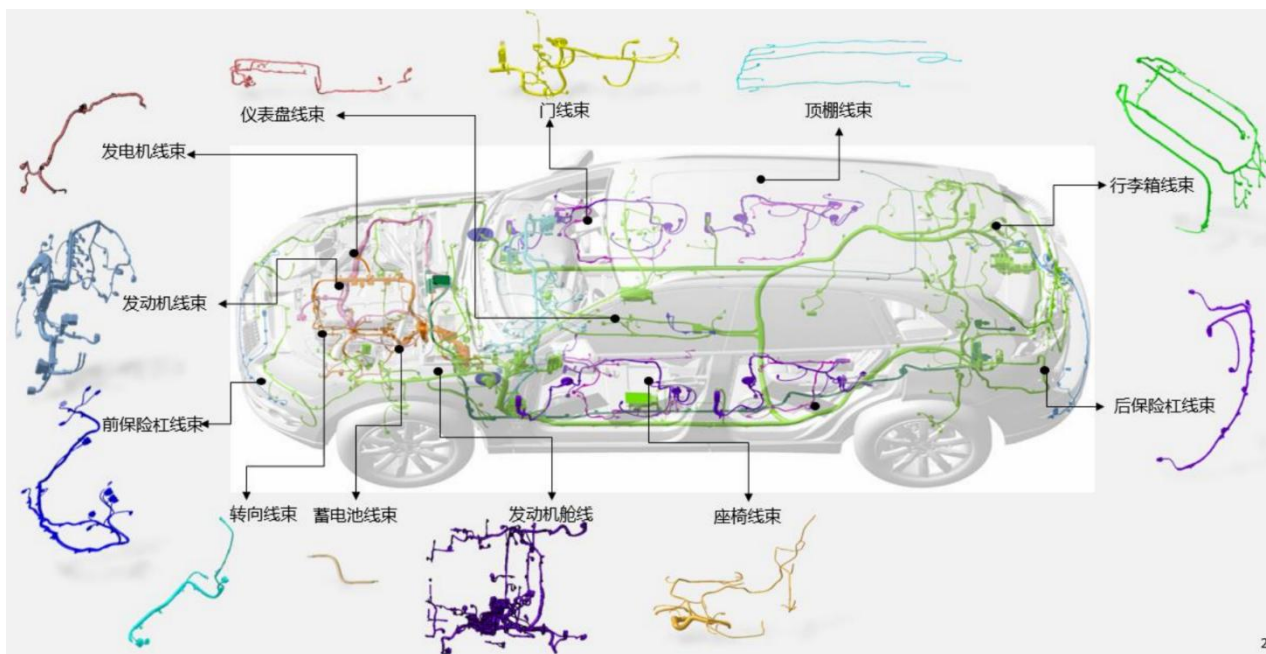 仪表盘线束
门线束
顶棚线束
发电机线束
行李箱线束
发动机线束
后保险杠线束
前保险杠线束
转向线束
蓄电池线束
发动机舱线
座椅线束
2